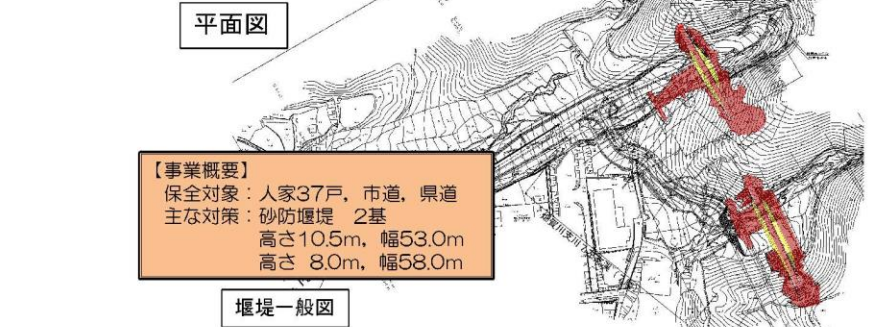 平面図
【事業概要】
保全対象：人家37戸，市道，県道
主な対策：砂防堰堤　2基
高さ10.5m，幅53.0m
高さ 8.0m，幅58.0m
堰堤一般図